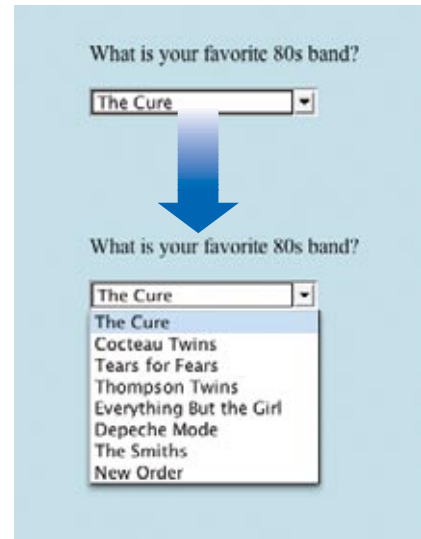 What is your favorite 80s band?
The Cure
What is your favorite 80s band?
The Cure
The Cure
Cocteau Twins
Tears for Fears
Thompson Twins
Everything But the Girl
Depeche Mode
The Smiths
New Order